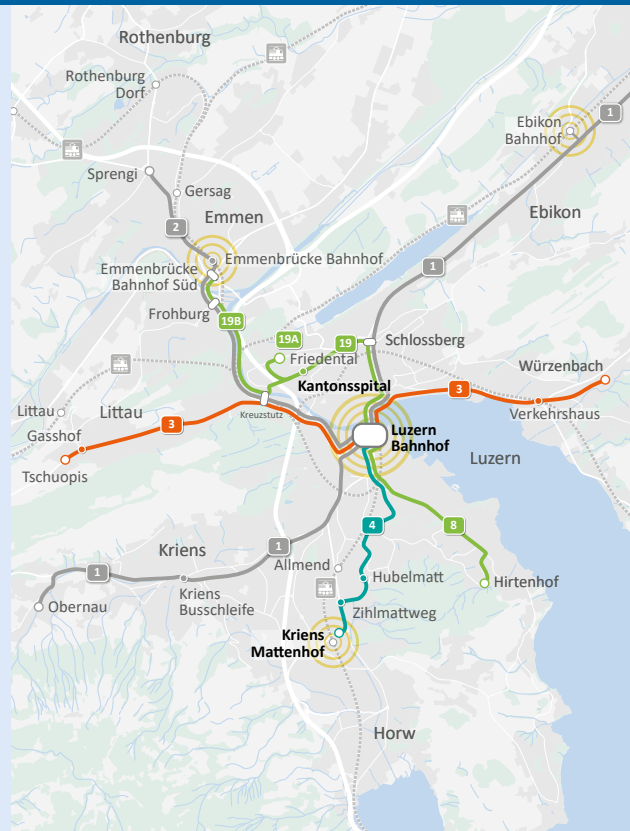 Rothenburg
Rothenburg
Dorf
1
Ebikon
Bahnhof
Sprengi
Gersag
Emmen
Ebikon
2
Emmenbrücke Bahnhof
1
Emmenbrücke
Bahnhof Süd
Frohburg
19B
19A
19
Schlossberg
Friedental
Würzenbach
Kantonsspital
3
Littau
Littau
Kreuzstutz
Verkehrshaus
3
Gasshof
Luzern
Bahnhof
Luzern
Tschuopis
4
8
Kriens
1
Allmend
1
Hubelmatt
Hirtenhof
Kriens
Busschleife
Obernau
Zihlmattweg
Kriens
Mattenhof
Horw